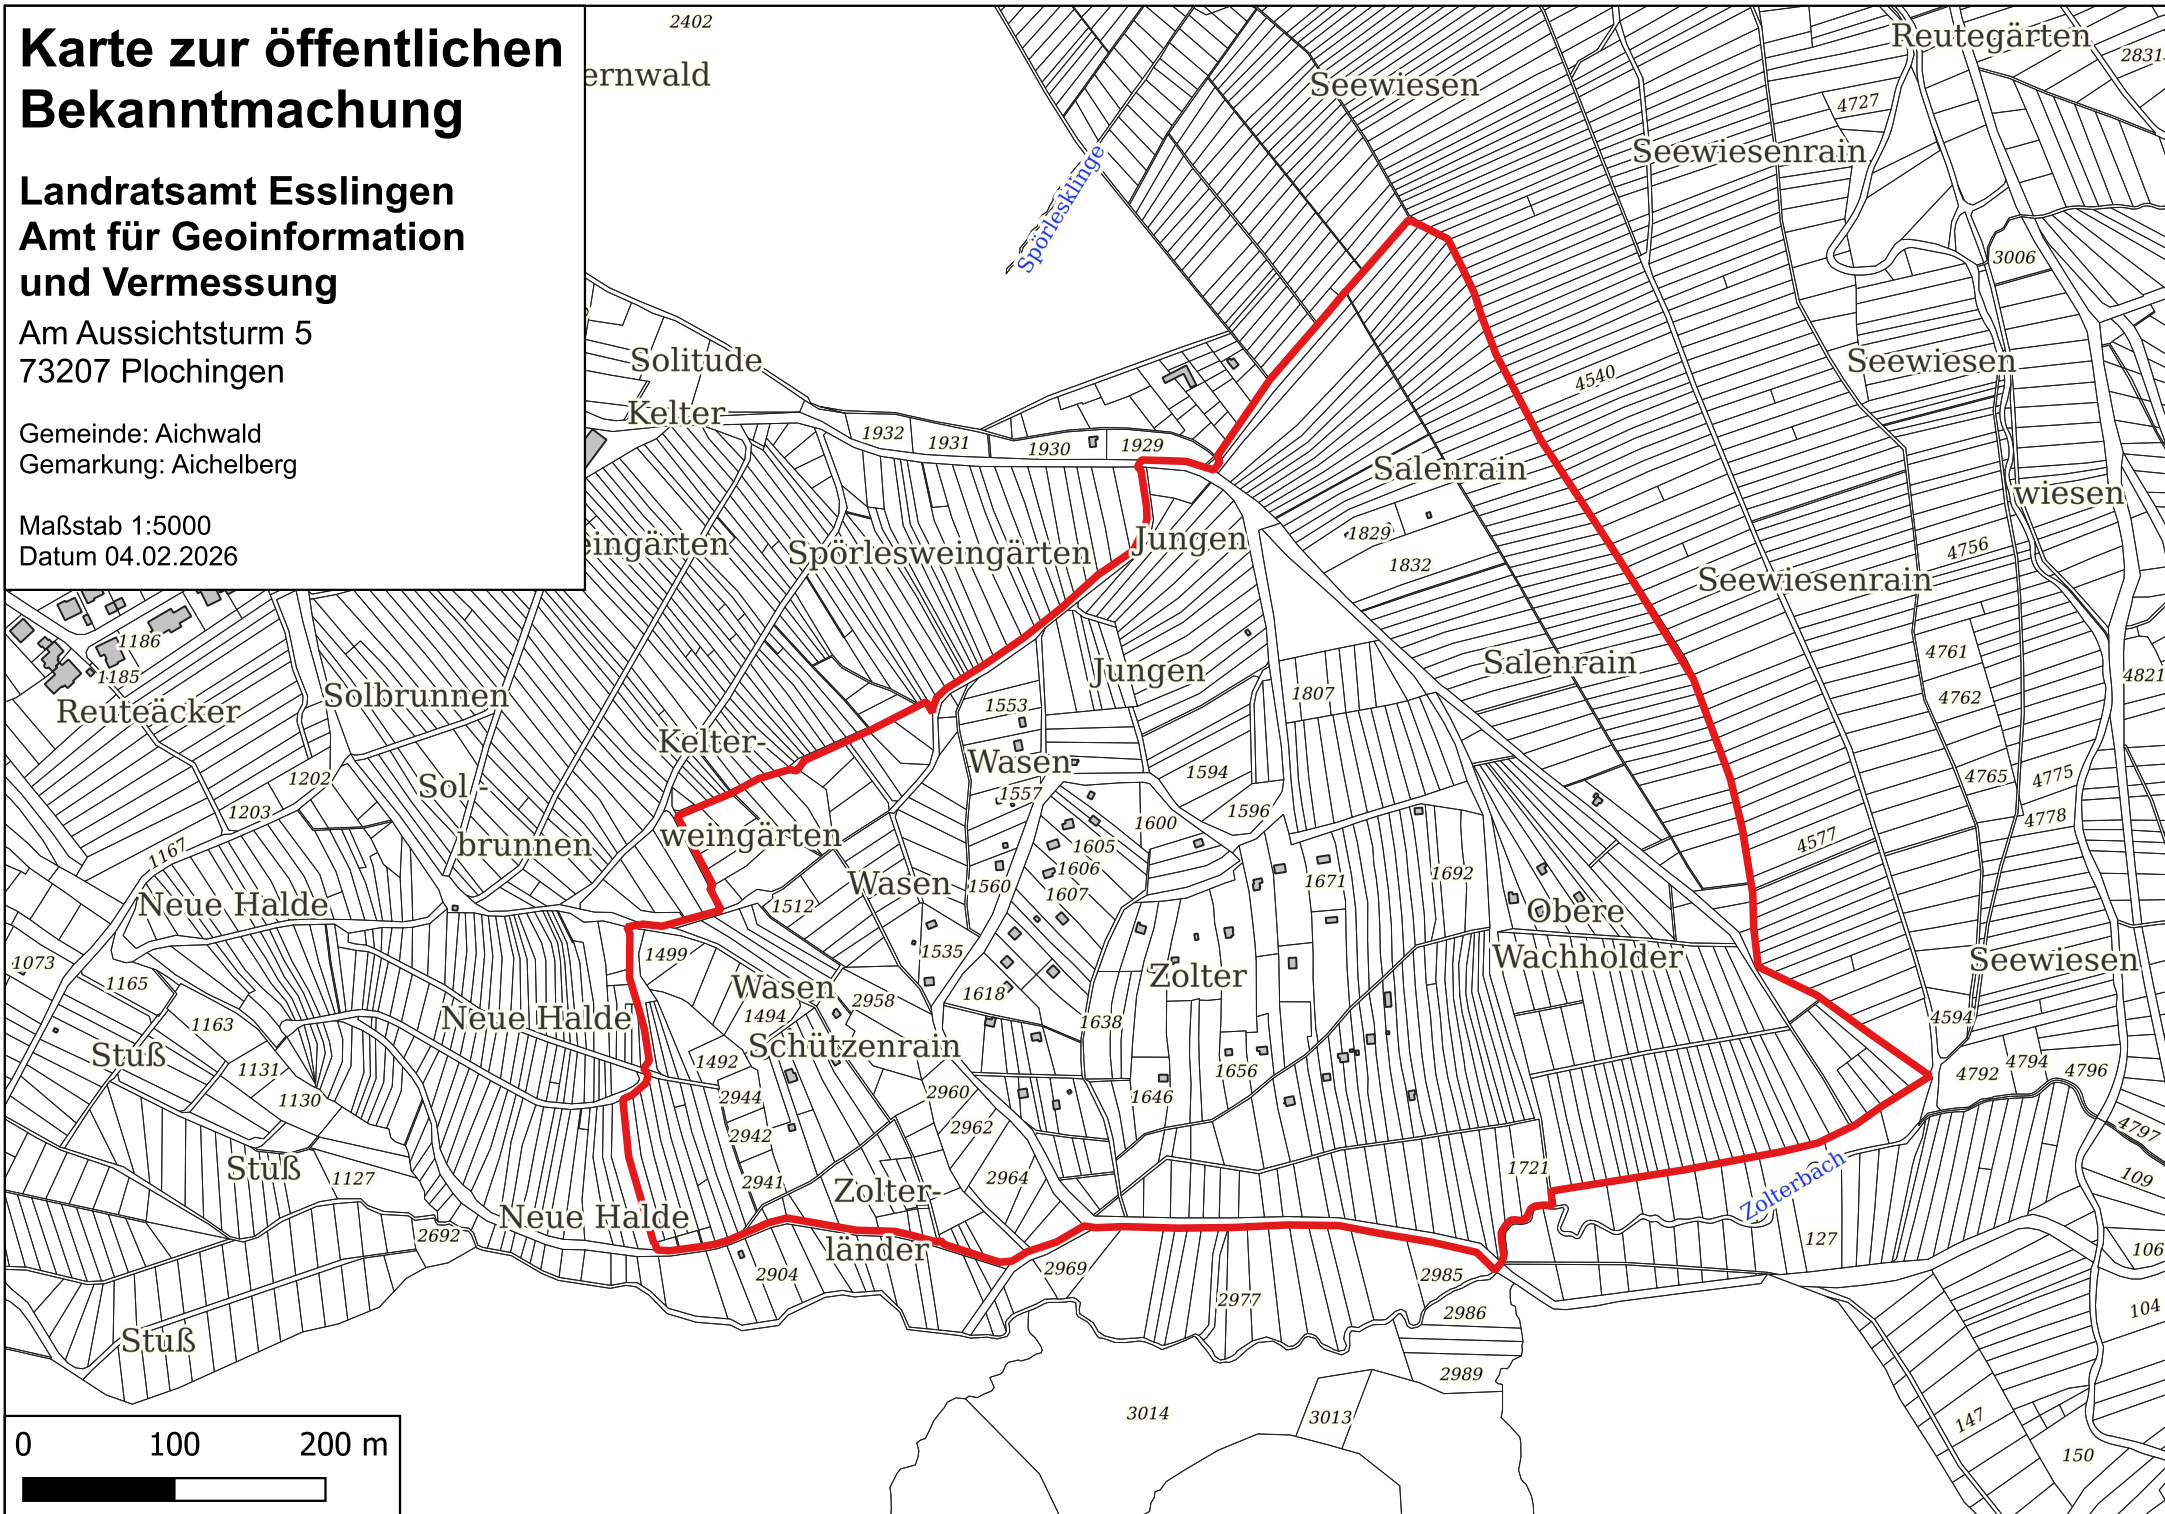 Karte zur öffentlichen
Bekanntmachung
Landratsamt Esslingen
Amt für Geoinformation
und Vermessung
Am Aussichtsturm 5
73207 Plochingen
Gemeinde: Aichwald
Gemarkung: Aichelberg
Maßstab 1:5000
Datum 04.02.2026
2402
ernwald
Seewiesen
Reutegärten
2831
4727
Seewiesenrain
Spörlesklinge
3006
Solitude
Seewiesen
4540
Kelter
1932
1931
1930
1929
Salenrain
wiesen
1829
eingärten
Spörlesweingärten
Jungen
4756
1832
Seewiesenrain
1186
4761
1185
Jungen
Salenrain
4821
Reuteäcker
Solbrunnen
1553
1807
4762
Kelter-
Wasen
1594
1202
Sol-
1557
4765
4775
1203
1596
1600
4778
1167
brunnen
weingärten
1605
4577
1606
1671
1692
Neue Halde
1512
Wasen
1560
1607
Obere
1073
1499
1535
Wachholder
Seewiesen
1165
Wasen
2958
1618
Zolter
Neue Halde
1494
1638
4594
1163
Stuß
Schützenrain
1131
1492
1656
4792
4794
4796
1130
2944
2960
1646
2942
2962
4797
Stuß
1127
2941
2964
1721
109
Zolter-
Zolterbach
Neue Halde
2692
länder
127
106
2904
2969
2985
2977
2986
104
Stuß
2989
3014
3013
147
150
0
100
200 m